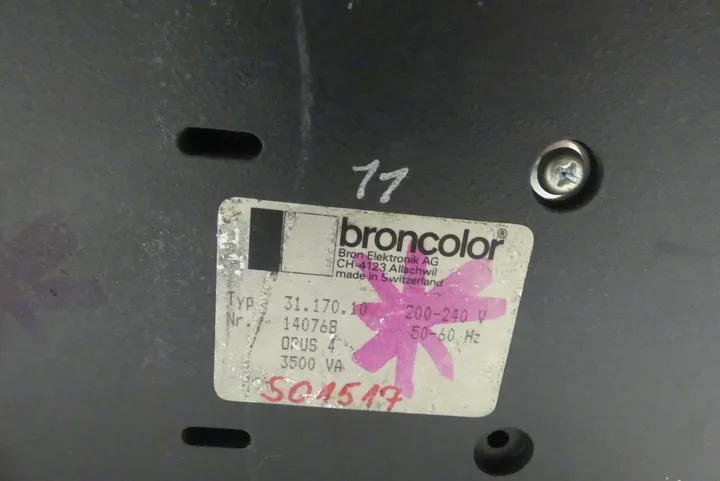 11
broncolor®
Bron Elektronik AG
CH-4123 Allschwil
made in Switzerland
Typ 31.170.10 200-240 V
Nr. 14076B 50-60 Hz
OPUS 4
3500 VA
501517